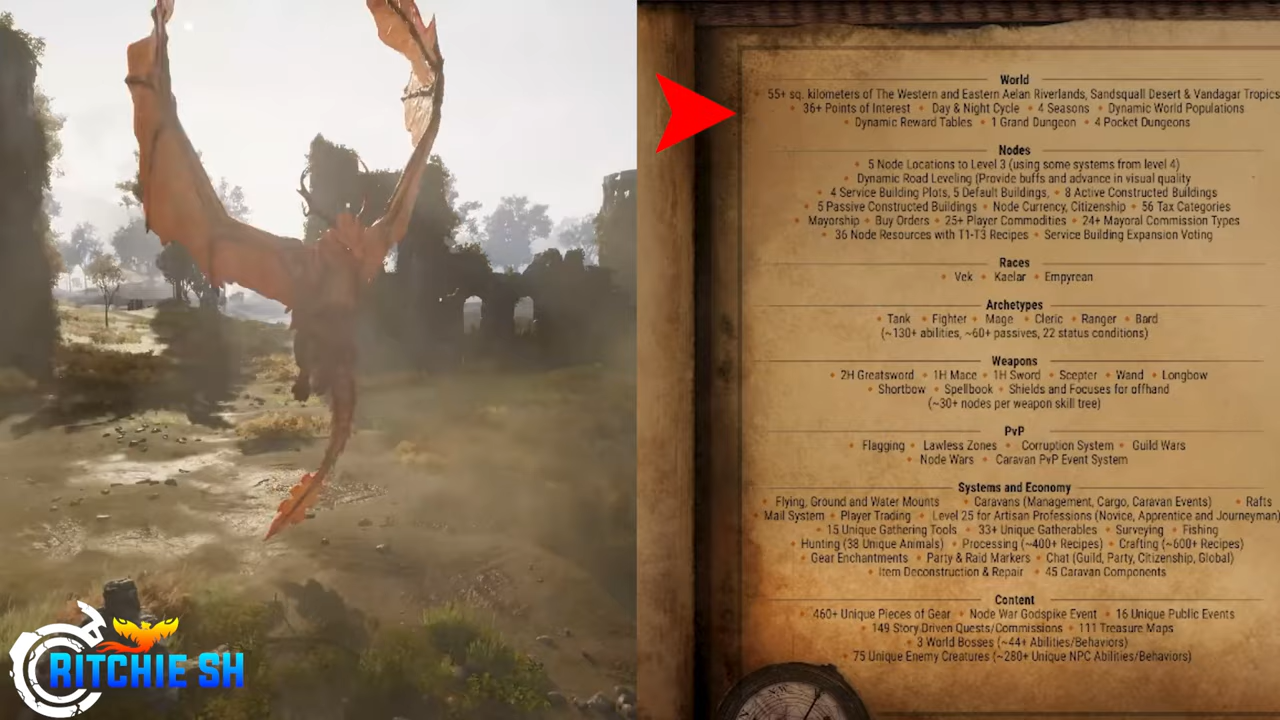 World
55+ sq. kilometers of The Western and Eastern Aelan Riverlands, Sandsquall Desert & Vandagar Tropics
• 36+ Points of Interest • Day & Night Cycle • 4 Seasons • Dynamic World Populations
• Dynamic Reward Tables • 1 Grand Dungeon • 4 Pocket Dungeons
Nodes
• 5 Node Locations to Level 3 (using some systems from level 4)
• Dynamic Road Leveling (Provide buffs and advance in visual quality
• 4 Service Building Plots, 5 Default Buildings, • 8 Active Constructed Buildings
• 5 Passive Constructed Buildings • Node Currency, Citizenship • 56 Tax Categories
• Mayorship • Buy Orders • 25+ Player Commodities • 24+ Mayoral Commission Types
• 36 Node Resources with T1-T3 Recipes • Service Building Expansion Voting
Races
• Vek • Kaelar • Empyrean
Archetypes
• Tank • Fighter • Mage • Cleric • Ranger • Bard
(~130+ abilities, ~60+ passives, 22 status conditions)
Weapons
• 2H Greatsword • 1H Mace • 1H Sword • Scepter • Wand • Longbow
• Shortbow • Spellbook • Shields and Focuses for offhand
(~30+ nodes per weapon skill tree)
PvP
• Flagging • Lawless Zones • Corruption System • Guild Wars
• Node Wars • Caravan PvP Event System
Systems and Economy
• Flying, Ground and Water Mounts • Caravans (Management, Cargo, Caravan Events) • Rafts
• Mail System • Player Trading • Level 25 for Artisan Professions (Novice, Apprentice and Journeyman)
• 15 Unique Gathering Tools • 33+ Unique Gatherables • Surveying • Fishing
• Hunting (38 Unique Animals) • Processing (~400+ Recipes) • Crafting (~600+ Recipes)
• Gear Enchantments • Party & Raid Markers • Chat (Guild, Party, Citizenship, Global)
• Item Deconstruction & Repair • 45 Caravan Components
Content
• 460+ Unique Pieces of Gear • Node War Godspike Event • 16 Unique Public Events
• 149 Story Driven Quests/Commissions • 111 Treasure Maps
• 3 World Bosses (~44+ Abilities/Behaviors)
• 75 Unique Enemy Creatures (~280+ Unique NPC Abilities/Behaviors)
RITCHIE SH